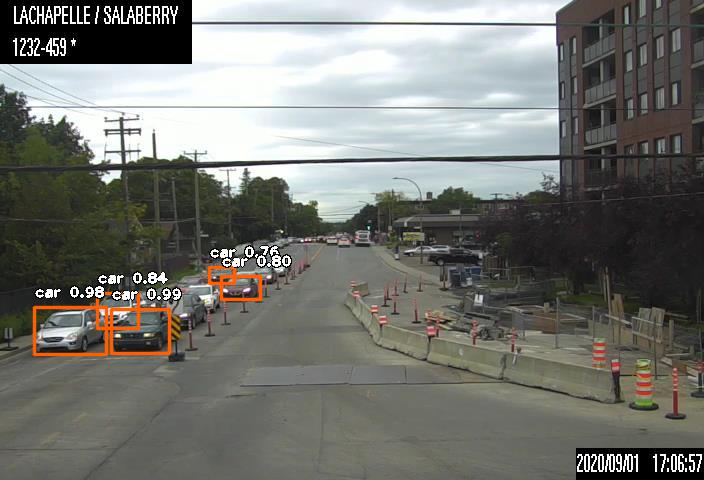 LACHAPELLE / SALABERRY
1232-459 *
car 0.76
car 0.80
car 0.84
car 0.98
car 0.99
2020/09/01 17:06:57